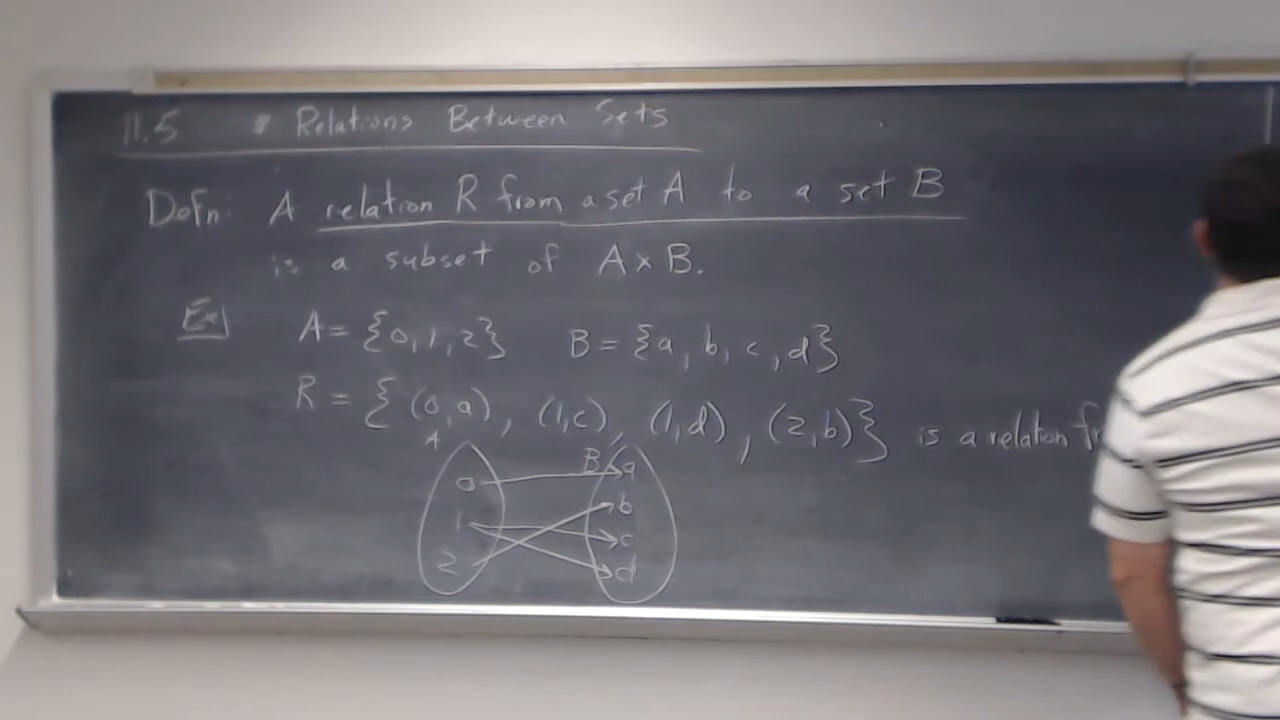 11.5 Relations Between Sets
Defn: A relation R from a set A to a set B
is a subset of A × B.
Ex) A = {0, 1, 2} B = {a, b, c, d}
R = {(0,a), (1,c), (1,d), (2,b)} is a relation
A B
0 a
1 b
2 c
d